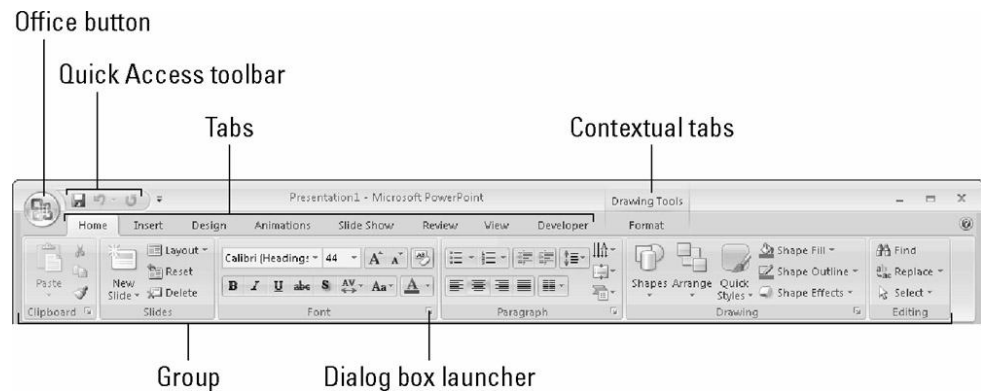 Office button
Quick Access toolbar
Tabs
Contextual tabs
Presentation1 - Microsoft PowerPoint
Drawing Tools
Home Insert Design Animations Slide Show Review View Developer Format
Layout
Calibri (Headings 44 A A
Shape Fill
Find
Reset
Shape Outline
Replace
Paste
New
Slide
Delete
B I U abc S AV Aa A
Shapes Arrange Quick
Styles
Shape Effects
Select
Clipboard Slides Font Paragraph Drawing Editing
Group
Dialog box launcher